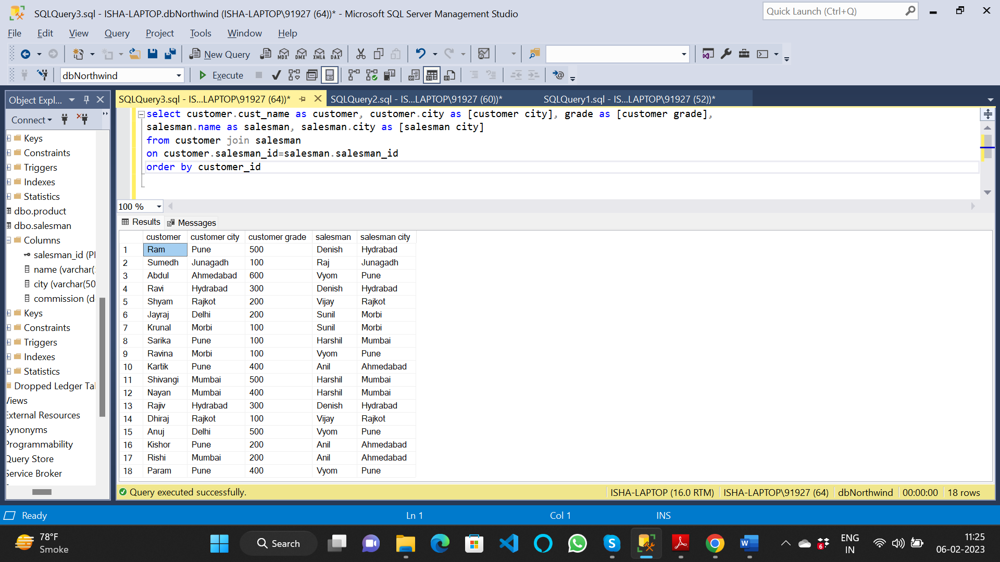 SQLQuery3.sql - ISHA-LAPTOP.dbNorthwind (ISHA-LAPTOP\91927 (64))* - Microsoft SQL Server Management Studio
Quick Launch (Ctrl+Q)
File Edit View Query Project Tools Window Help
New Query MDX DMX XMLA DAX
dbNorthwind Execute
Object Expl...
SQLQuery3.sql - IS...LAPTOP\91927 (64))* SQLQuery2.sql - IS...LAPTOP\91927 (60))* SQLQuery1.sql - IS...LAPTOP\91927 (52))*
Connect
Keys
Constraints
Triggers
Indexes
Statistics
dbo.product
dbo.salesman
Columns
salesman_id (PI
name (varchar(
city (varchar(50
commission (d
Keys
Constraints
Triggers
Indexes
Statistics
Dropped Ledger Tal
Views
External Resources
Synonyms
Programmability
Query Store
Service Broker
select customer.cust_name as customer, customer.city as [customer city], grade as [customer grade],
salesman.name as salesman, salesman.city as [salesman city]
from customer join salesman
on customer.salesman_id=salesman.salesman_id
order by customer_id
100 %
Results Messages
customer customer city customer grade salesman salesman city
1 Ram Pune 500 Denish Hydrabad
2 Sumedh Junagadh 100 Raj Junagadh
3 Abdul Ahmedabad 600 Vyom Pune
4 Ravi Hydrabad 300 Denish Hydrabad
5 Shyam Rajkot 200 Vijay Rajkot
6 Jayraj Delhi 200 Sunil Morbi
7 Krunal Morbi 100 Sunil Morbi
8 Sarika Pune 100 Harshil Mumbai
9 Ravina Morbi 100 Vyom Pune
10 Kartik Pune 400 Anil Ahmedabad
11 Shivangi Mumbai 500 Harshil Mumbai
12 Nayan Mumbai 400 Harshil Mumbai
13 Rajiv Hydrabad 300 Denish Hydrabad
14 Dhiraj Rajkot 100 Vijay Rajkot
15 Anuj Delhi 500 Vyom Pune
16 Kishor Pune 200 Anil Ahmedabad
17 Rishi Mumbai 200 Anil Ahmedabad
18 Param Pune 400 Vyom Pune
Query executed successfully. ISHA-LAPTOP (16.0 RTM) ISHA-LAPTOP\91927 (64) dbNorthwind 00:00:00 18 rows
Ready Ln 1 Col 1 INS
78°F
Smoke
Search
6
ENG
IN
11:25
06-02-2023